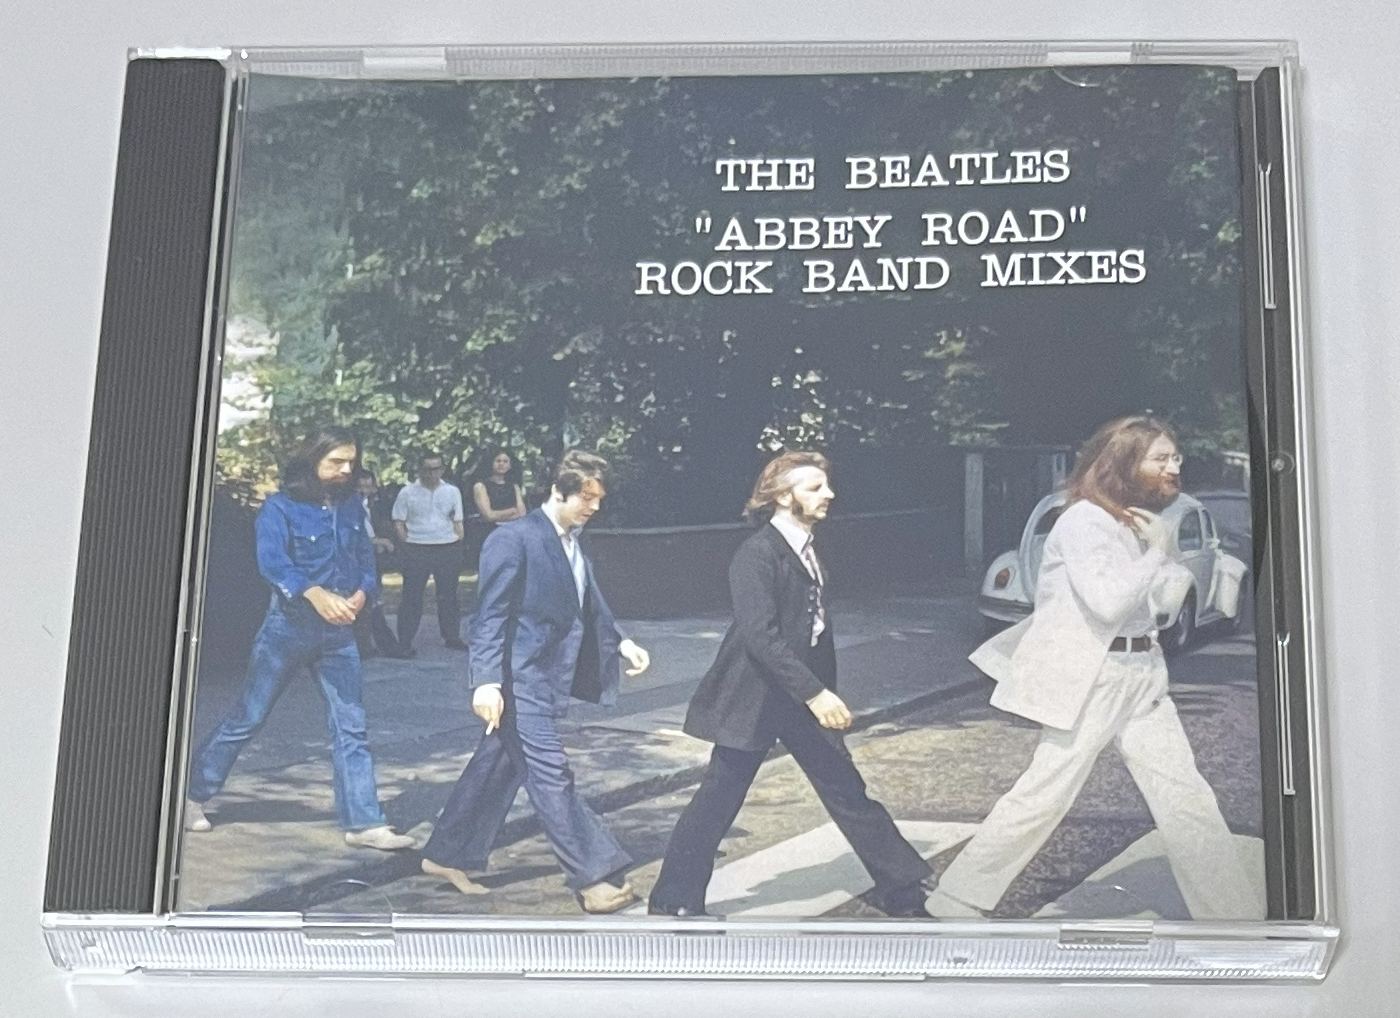 THE BEATLES
"ABBEY ROAD"
ROCK BAND MIXES